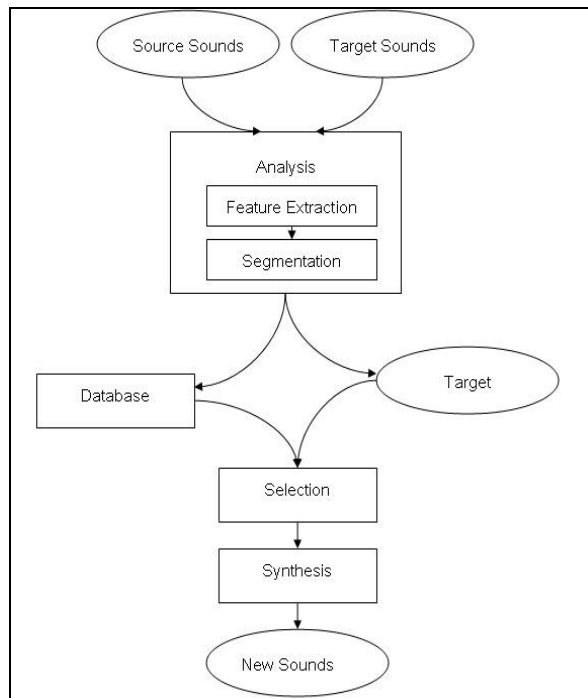 Source Sounds
Target Sounds
Analysis
Feature Extraction
Segmentation
Database
Target
Selection
Synthesis
New Sounds